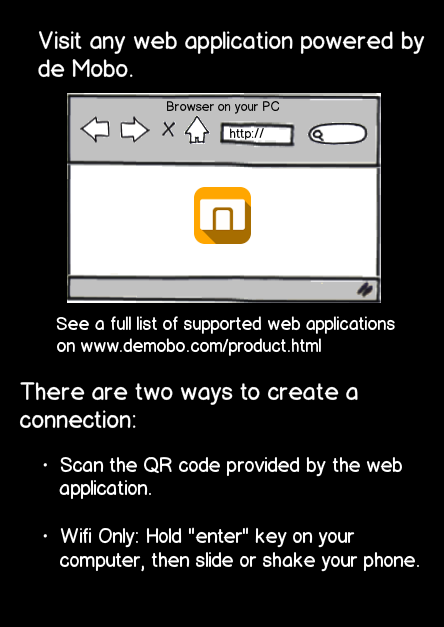 Visit any web application powered by
de Mobo.
Browser on your PC
http://
See a full list of supported web applications
on www.demobo.com/product.html
There are two ways to create a
connection:
· Scan the QR code provided by the web
application.
· Wifi Only: Hold "enter" key on your
computer, then slide or shake your phone.